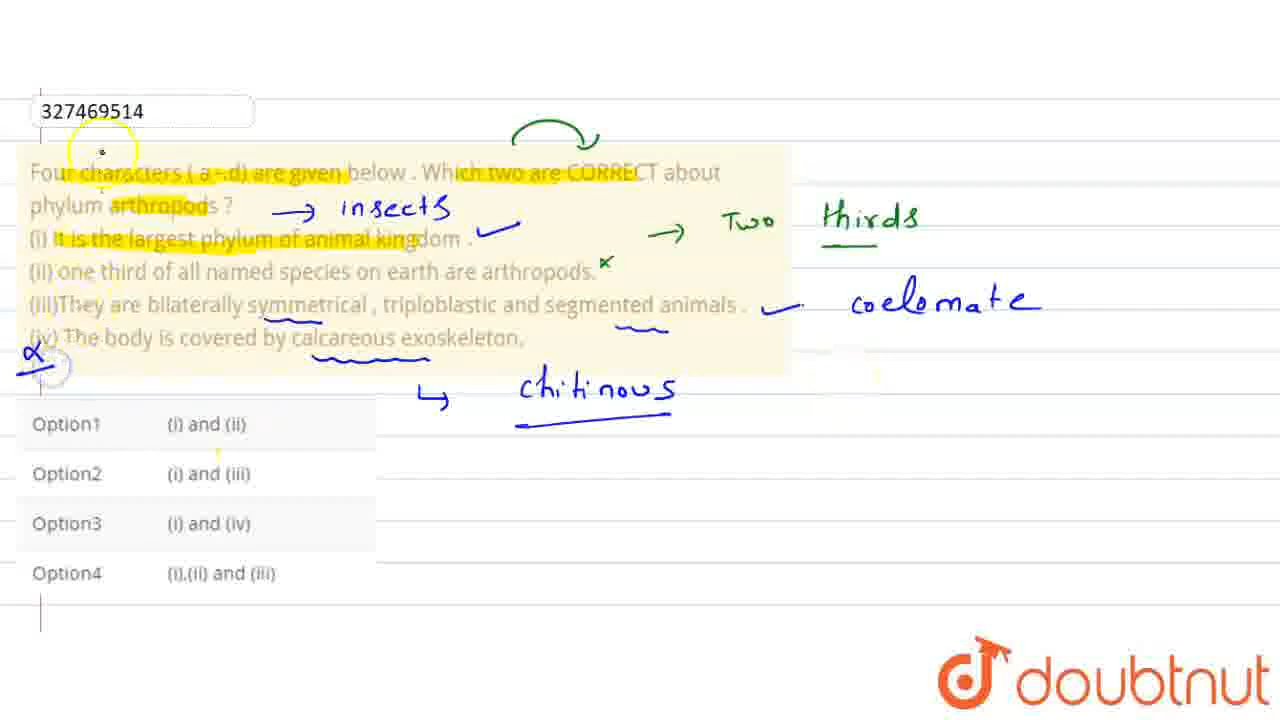 327469514
Four characters ( a - d) are given below . Which two are CORRECT about
phylum arthropods ?
→ insects
(i) It is the largest phylum of animal kingdom .
→ Two thirds
(ii) one third of all named species on earth are arthropods.
(iii)They are bilaterally symmetrical , triploblastic and segmented animals .
coelomate
(iv) The body is covered by calcareous exoskeleton.
↳ chitinous
Option1 (i) and (ii)
Option2 (i) and (iii)
Option3 (i) and (iv)
Option4 (i).(ii) and (iii)
doubtnut